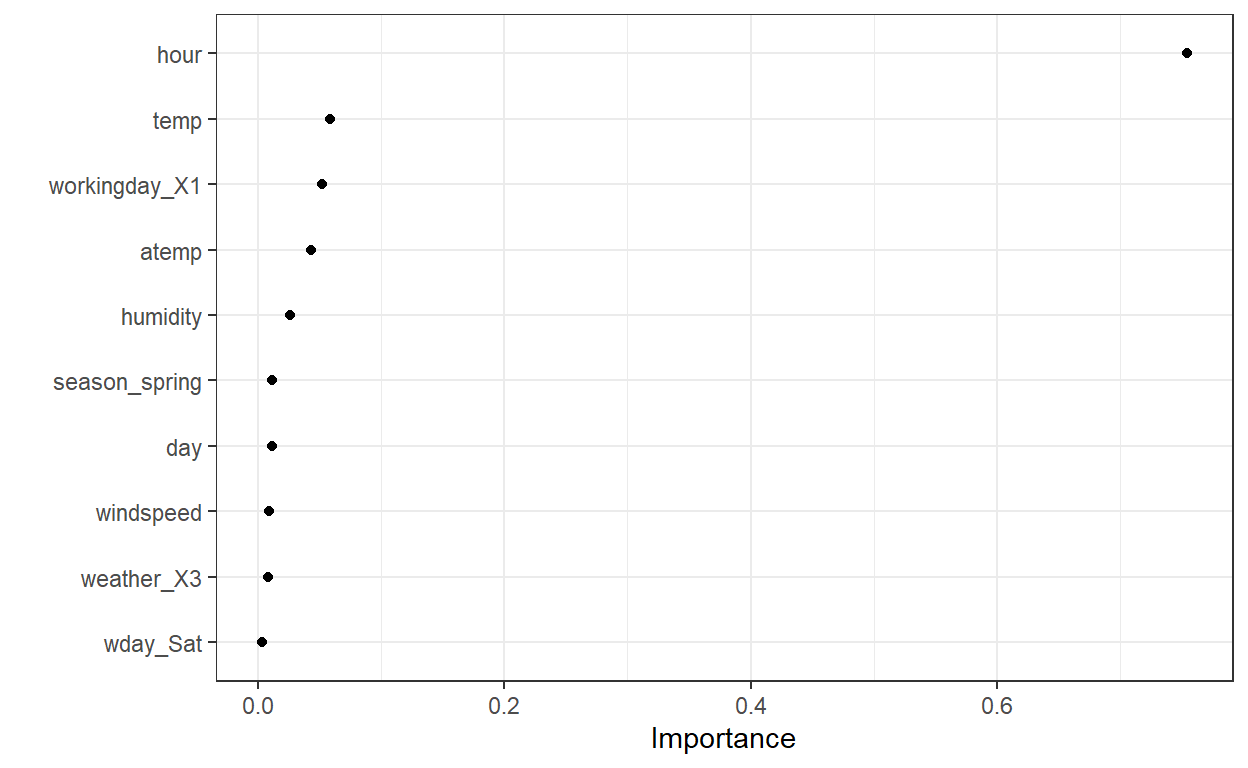 hour
temp
workingday_X1
atemp
humidity
season_spring
day
windspeed
weather_X3
wday_Sat
0.0 0.2 0.4 0.6
Importance